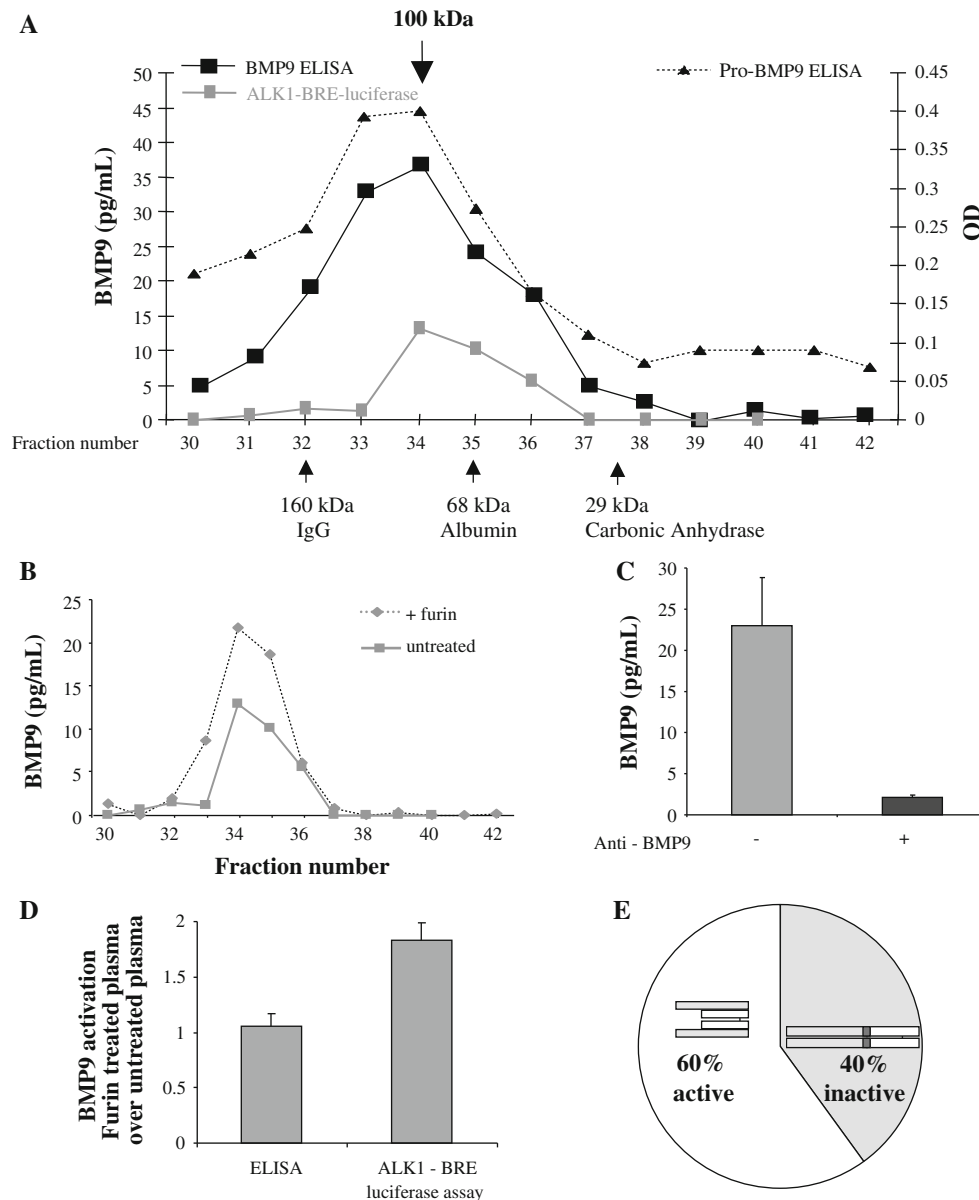 A
100 kDa
BMP9 ELISA
ALK1-BRE-luciferase
Pro-BMP9 ELISA
BMP9 (pg/mL)
50
45
40
35
30
25
20
15
10
5
0
OD
0.45
0.4
0.35
0.3
0.25
0.2
0.15
0.1
0.05
0
Fraction number
30 31 32 33 34 35 36 37 38 39 40 41 42
160 kDa
IgG
68 kDa
Albumin
29 kDa
Carbonic Anhydrase
B
BMP9 (pg/mL)
25
20
15
10
5
0
+ furin
untreated
30 32 34 36 38 40 42
Fraction number
C
BMP9 (pg/mL)
30
25
20
15
10
5
0
Anti - BMP9 - +
D
BMP9 activation
Furin treated plasma
over untreated plasma
2
1.5
1
0.5
0
ELISA
ALK1 - BRE
luciferase assay
E
60%
active
40%
inactive